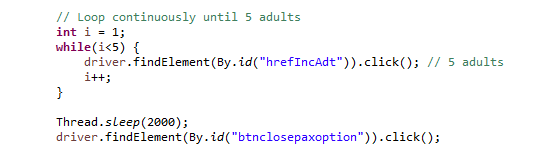 // Loop continuously until 5 adults
int i = 1;
while(i<5) {
driver.findElement(By.id("hrefIncAdt")).click(); // 5 adults
i++;
}
Thread.sleep(2000);
driver.findElement(By.id("btnclosepaxoption")).click();